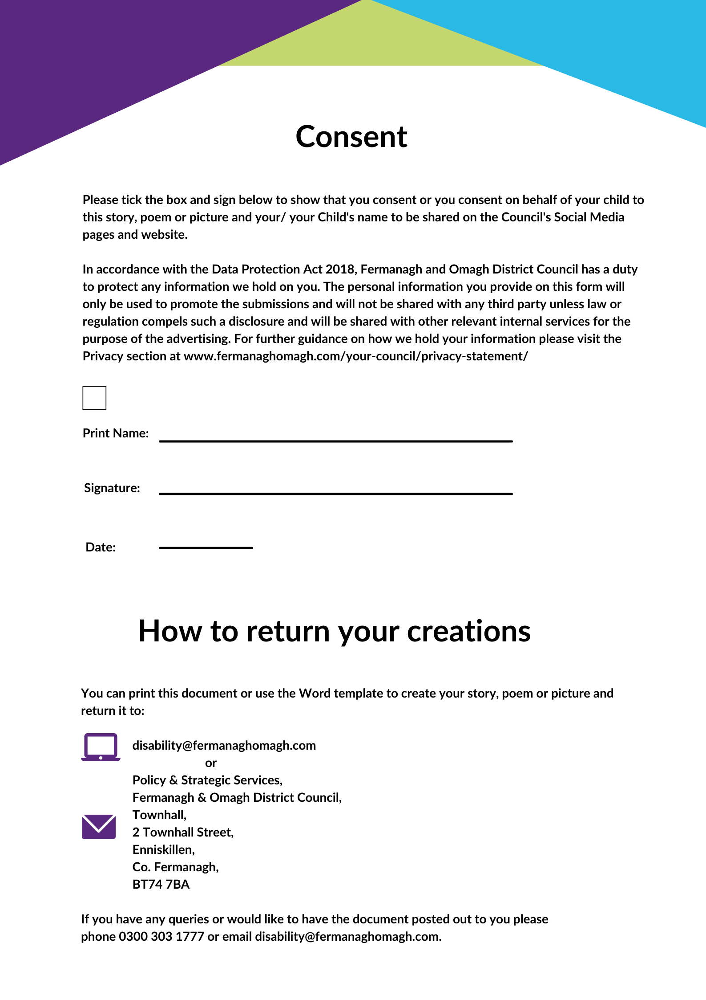 Consent
Please tick the box and sign below to show that you consent or you consent on behalf of your child to
this story, poem or picture and your/ your Child's name to be shared on the Council's Social Media
pages and website.
In accordance with the Data Protection Act 2018, Fermanagh and Omagh District Council has a duty
to protect any information we hold on you. The personal information you provide on this form will
only be used to promote the submissions and will not be shared with any third party unless law or
regulation compels such a disclosure and will be shared with other relevant internal services for the
purpose of the advertising. For further guidance on how we hold your information please visit the
Privacy section at www.fermanaghomagh.com/your-council/privacy-statement/
Print Name:
Signature:
Date:
How to return your creations
You can print this document or use the Word template to create your story, poem or picture and
return it to:
disability@fermanaghomagh.com
or
Policy & Strategic Services,
Fermanagh & Omagh District Council,
Townhall,
2 Townhall Street,
Enniskillen,
Co. Fermanagh,
BT74 7BA
If you have any queries or would like to have the document posted out to you please
phone 0300 303 1777 or email disability@fermanaghomagh.com.